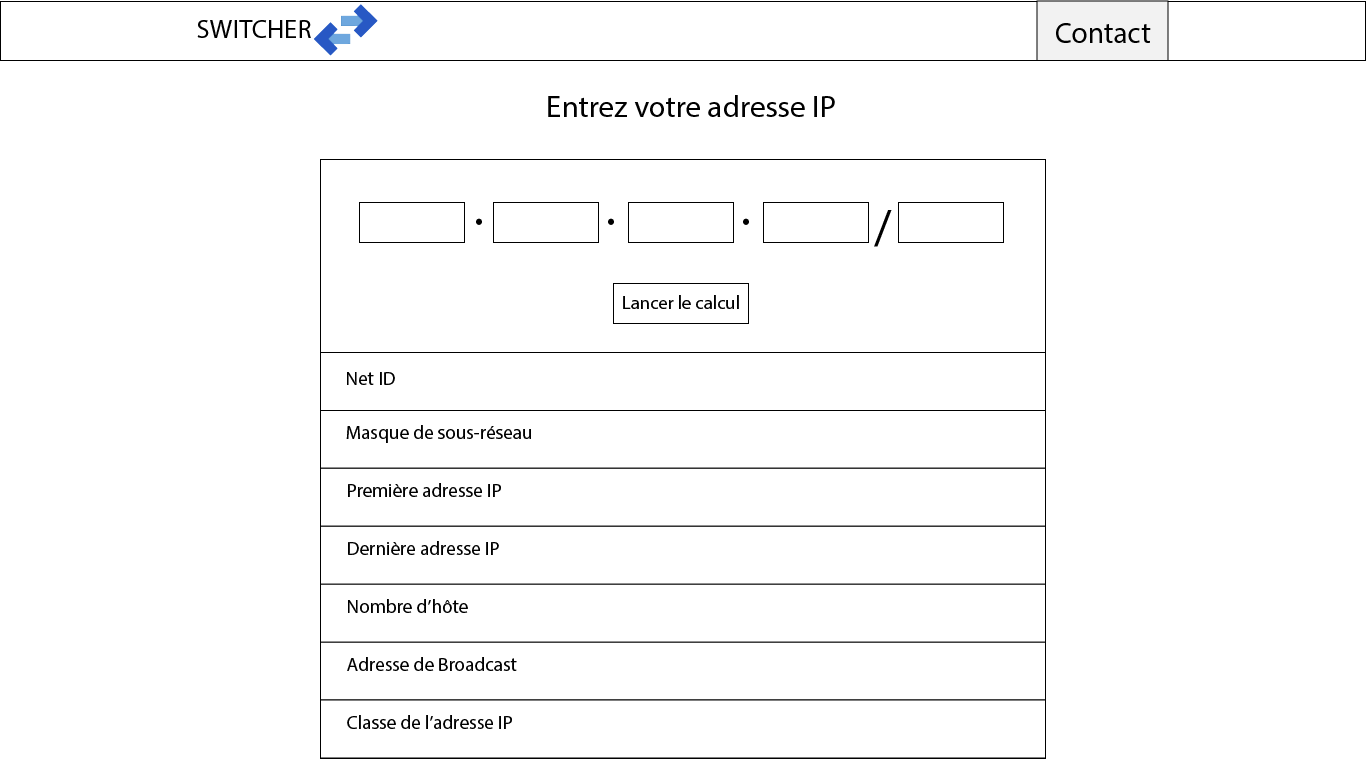 SWITCHER
Contact
Entrez votre adresse IP
. . . /
Lancer le calcul
Net ID
Masque de sous-réseau
Première adresse IP
Dernière adresse IP
Nombre d’hôte
Adresse de Broadcast
Classe de l’adresse IP